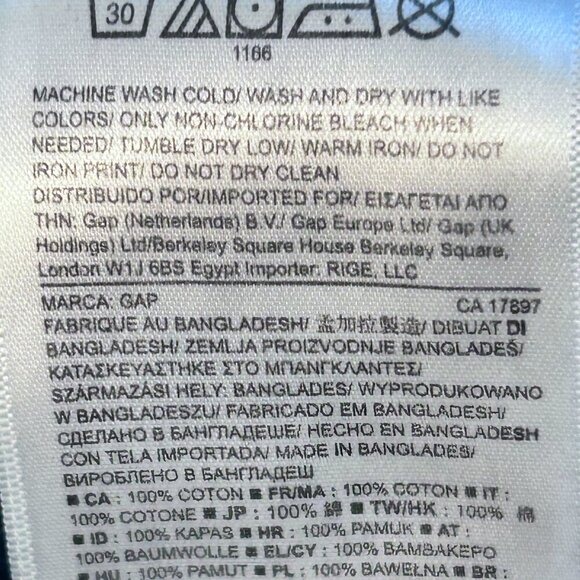 30
1166
MACHINE WASH COLD/ WASH AND DRY WITH LIKE
COLORS/ ONLY NON-CHLORINE BLEACH WHEN
NEEDED/ TUMBLE DRY LOW/ WARM IRON/ DO NOT
IRON PRINT/ DO NOT DRY CLEAN
DISTRIBUIDO POR/IMPORTED FOR/ ΕΙΣΑΓΕΤΑΙ ΑΠΟ
ΤΗΝ: Gap (Netherlands) B.V./ Gap Europe Ltd/ Gap (UK
Holdings) Ltd/Berkeley Square House Berkeley Square,
London W1J 6BS Egypt Importer: RIGE, LLC
MARCA: GAP CA 17897
FABRIQUE AU BANGLADESH/ 孟加拉製造/ DIBUAT DI
BANGLADESH/ ZEMLJA PROIZVODNJE BANGLADEŠ/
ΚΑΤΑΣΚΕΥΑΣΤΗΚΕ ΣΤΟ ΜΠΑΝΓΚΛΑΝΤΕΣ/
SZÁRMAZÁSI HELY: BANGLADES/ WYPRODUKOWANO
W BANGLADESZU/ FABRICADO EM BANGLADESH/
СДЕЛАНО В БАНГЛАДЕШЕ/ HECHO EN BANGLADESH
CON TELA IMPORTADA/ MADE IN BANGLADES/
ВИРОБЛЕНО В БАНГЛАДЕШ
■ CA : 100% COTON ■ FR/MA : 100% COTON ■ IT :
100% COTONE ■ JP : 100% 綿 ■ TW/HK : 100% 棉
■ ID : 100% KAPAS ■ HR : 100% PAMUK ■ AT :
100% BAUMWOLLE ■ EL/CY : 100% ΒΑΜΒΑΚΕΡΟ
■ HU : 100% PAMUT ■ PL : 100% BAWEŁNA ■ BR :